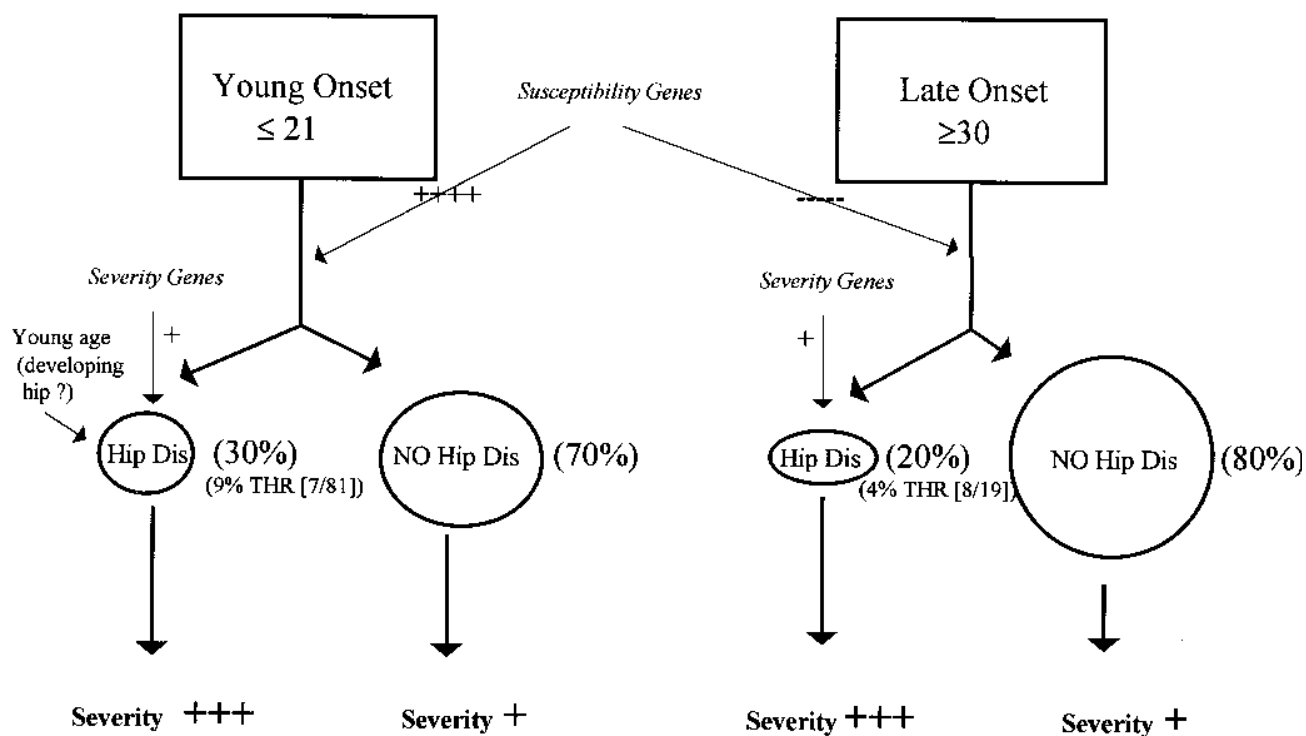 Young Onset
≤ 21
Susceptibility Genes
Late Onset
≥30
++++
-----
Severity Genes
+
Young age
(developing
hip ?)
Severity Genes
+
Hip Dis
(30%)
(9% THR [7/81])
NO Hip Dis
(70%)
Hip Dis
(20%)
(4% THR [8/19])
NO Hip Dis
(80%)
Severity +++
Severity +
Severity +++
Severity +